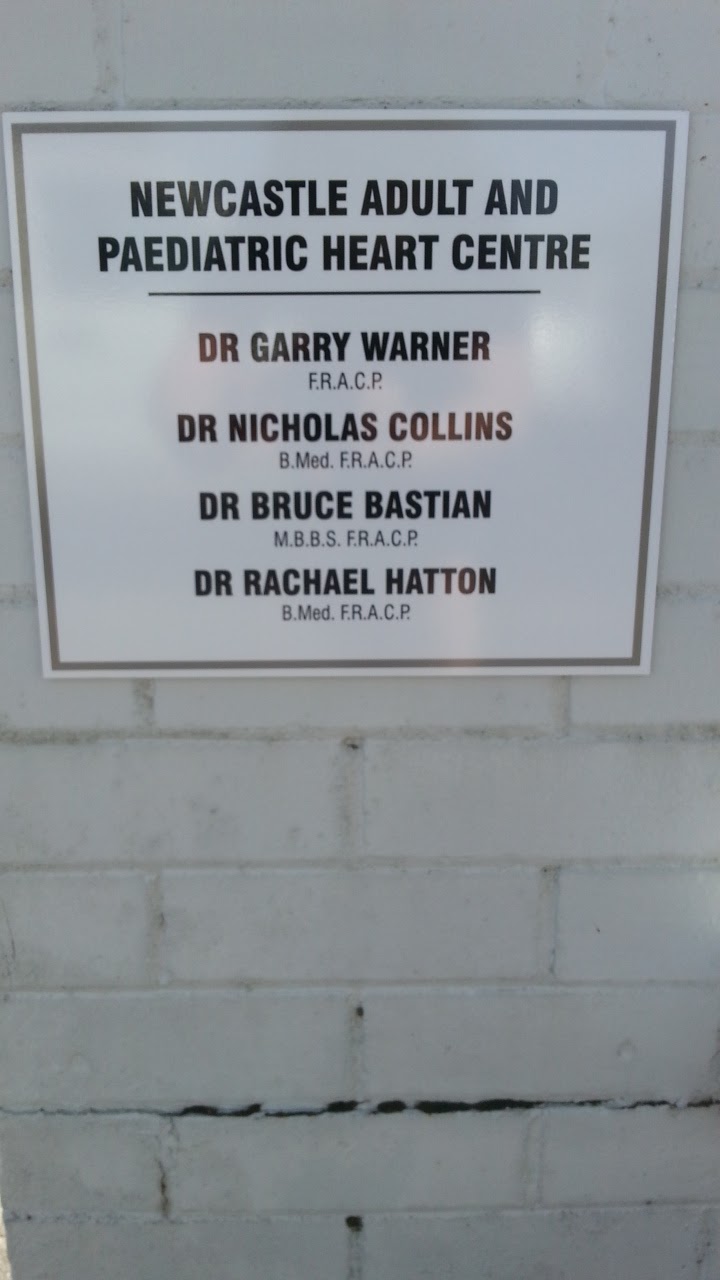 NEWCASTLE ADULT AND
PAEDIATRIC HEART CENTRE
DR GARRY WARNER
F.R.A.C.P.
DR NICHOLAS COLLINS
B.Med. F.R.A.C.P.
DR BRUCE BASTIAN
M.B.B.S. F.R.A.C.P.
DR RACHAEL HATTON
B.Med. F.R.A.C.P.